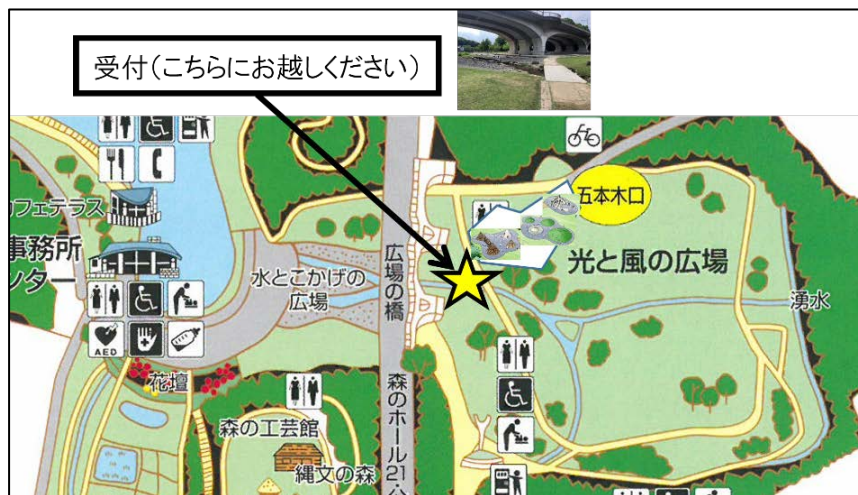 受付（こちらにお越しください）
五本木口
カフェテラス
事務所
ンター
水とこかげの
広場
広場の橋
光と風の広場
湧水
AED
花壇
森の工芸館
縄文の森
森のホール21・